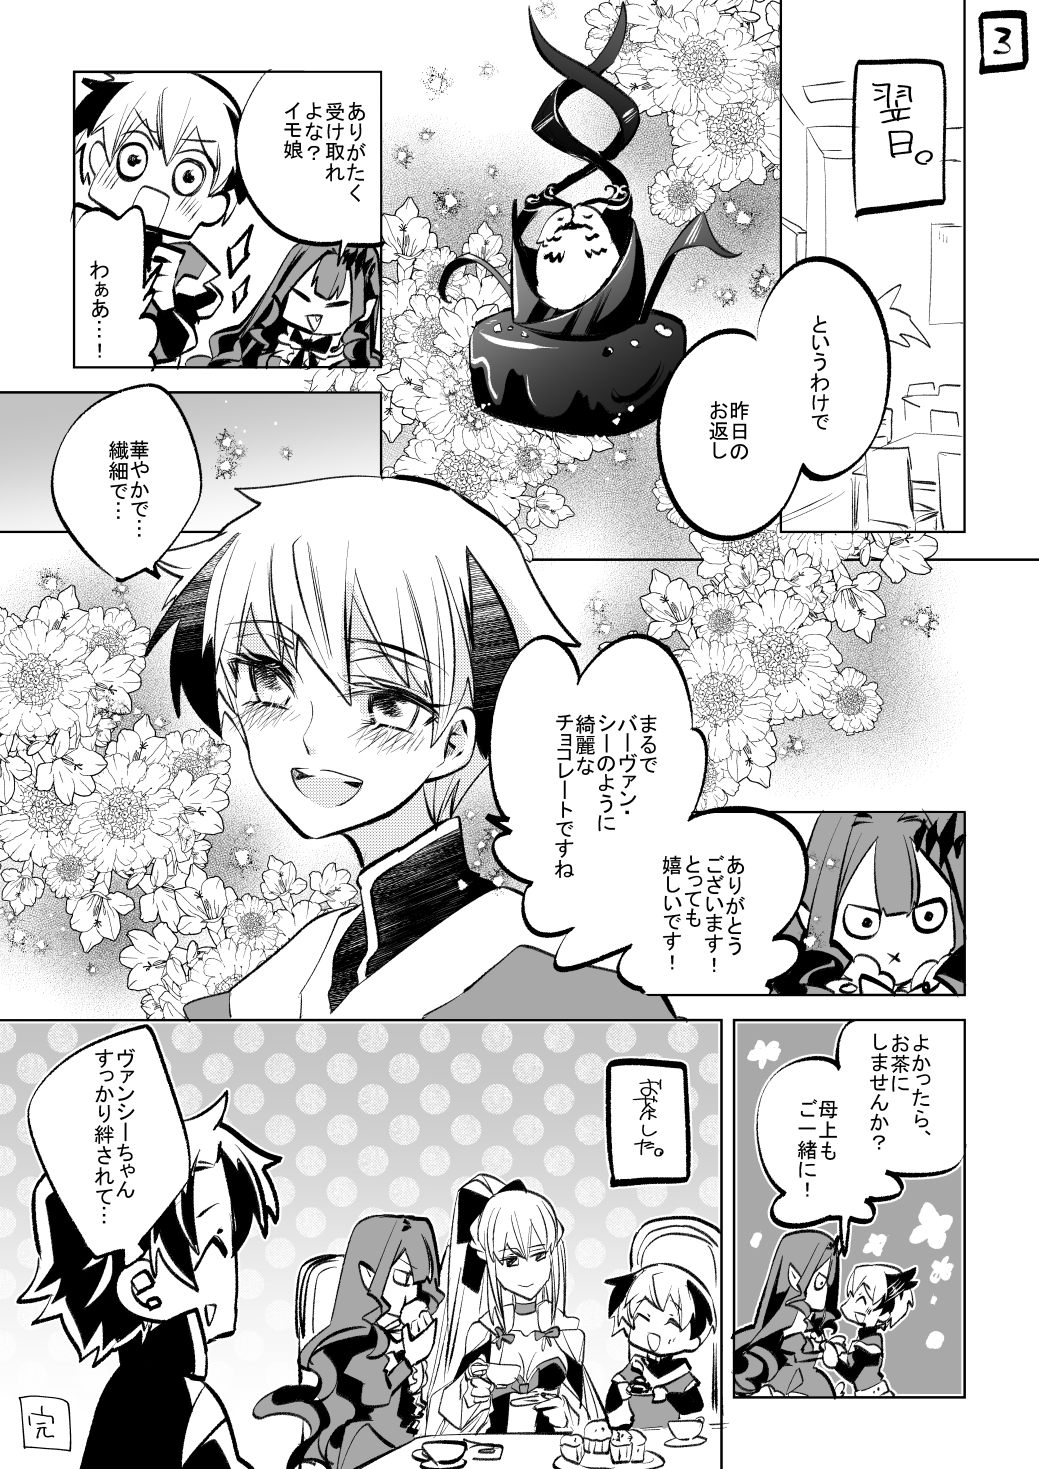 3
翌日。
というわけで
昨日の
お返し
ありがたく
受け取れ
よな？
イモ娘
わぁあ…！
華やかで…
繊細で…
まるで
バーヴァン・
シーのように
綺麗な
チョコレートですね
ありがとう
ございます！
とっても
嬉しいです！
よかったら、
お茶に
しませんか？
母上も
ご一緒に！
お茶した。
ヴァンシーちゃん
すっかり絆されて…
完